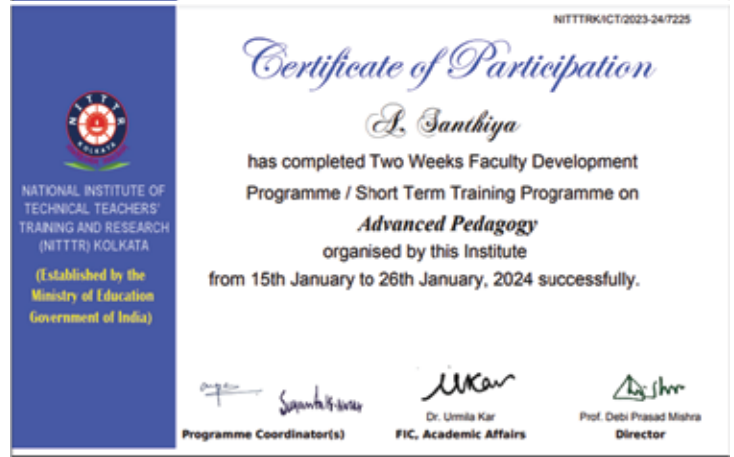 NITTTRK/ICT/2023-24/7225
Certificate of Participation
A. Santhiya
has completed Two Weeks Faculty Development
Programme / Short Term Training Programme on
Advanced Pedagogy
organised by this Institute
from 15th January to 26th January, 2024 successfully.
NITTTR
KOLKATA
NATIONAL INSTITUTE OF
TECHNICAL TEACHERS'
TRAINING AND RESEARCH
(NITTTR) KOLKATA
(Established by the
Ministry of Education
Government of India)
Dr. Urmila Kar
Prof. Debi Prasad Mishra
Programme Coordinator(s)
FIC, Academic Affairs
Director